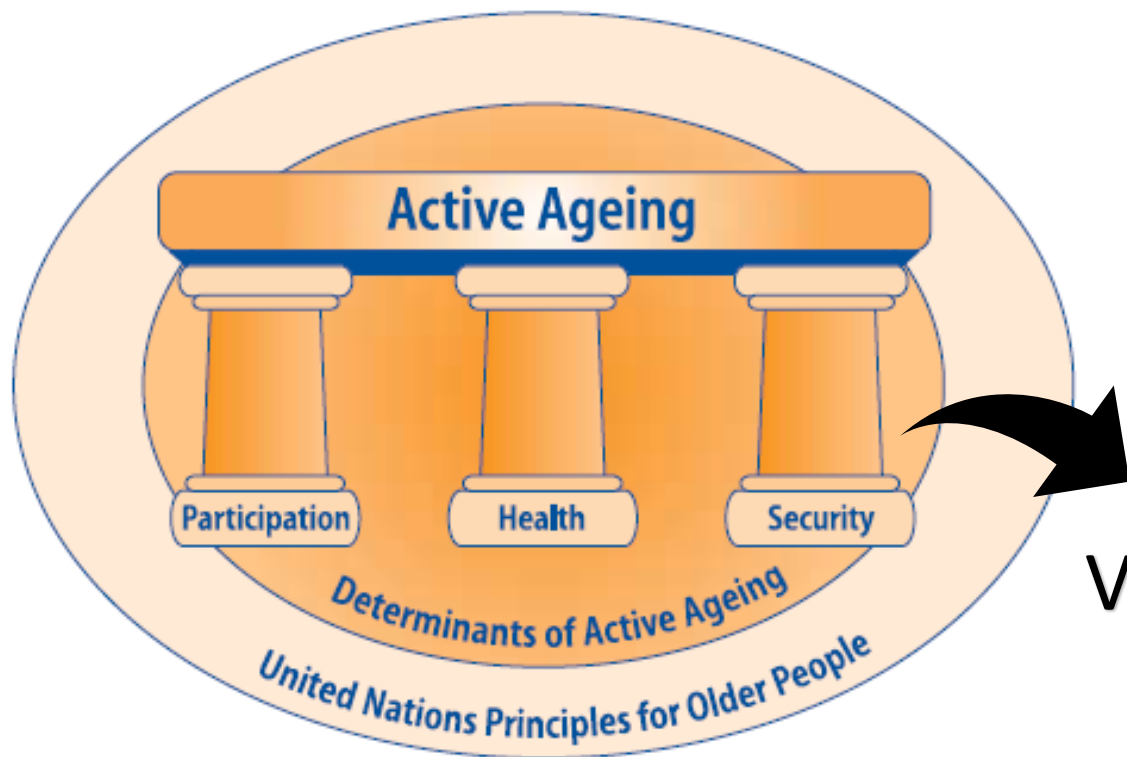 Active Ageing
Participation
Health
Security
V
Determinants of Active Ageing
United Nations Principles for Older People